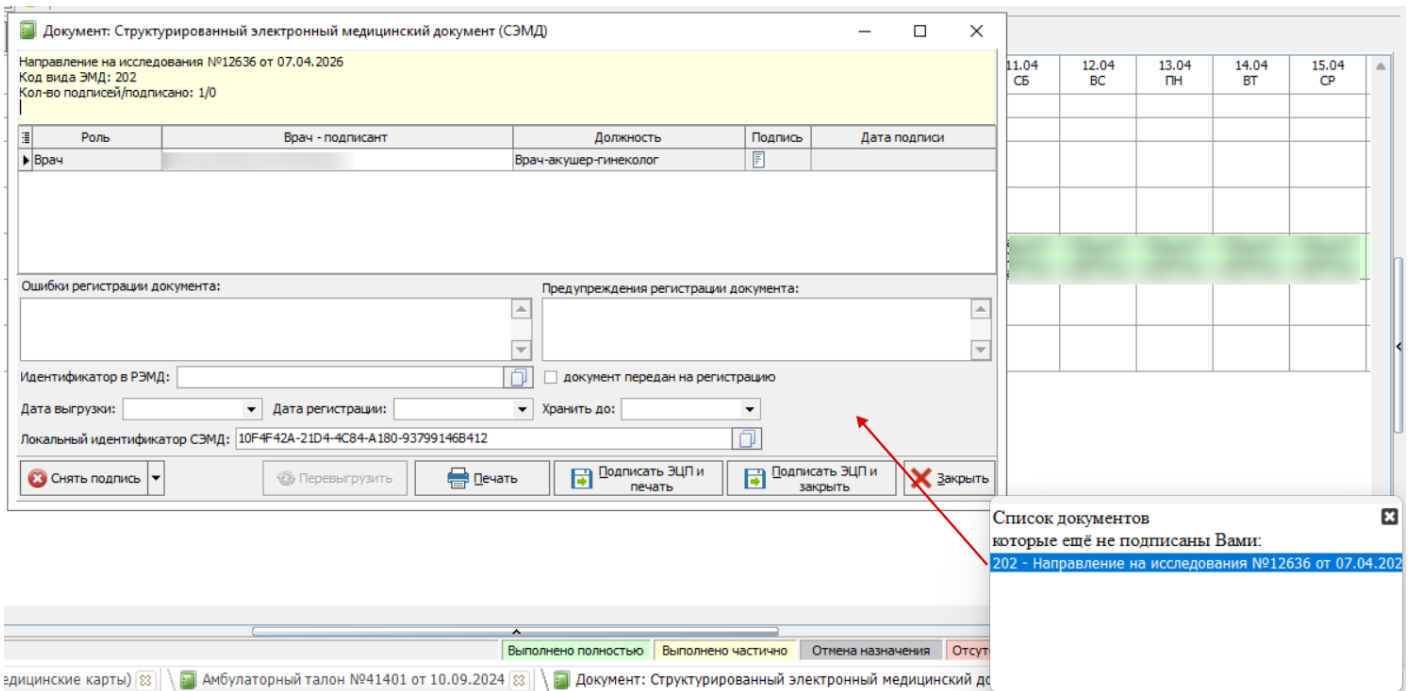 Документ: Структурированный электронный медицинский документ (СЭМД)
Направление на исследования №12636 от 07.04.2026
Код вида ЭМД: 202
Кол-во подписей/подписано: 1/0
Роль Врач - подписант Должность Подпись Дата подписи
Врач Врач-акушер-гинеколог
11.04 12.04 13.04 14.04 15.04
СБ ВС ПН ВТ СР
Ошибки регистрации документа: Предупреждения регистрации документа:
Идентификатор в РЭМД: документ передан на регистрацию
Дата выгрузки: Дата регистрации: Хранить до:
Локальный идентификатор СЭМД: 10F4F42A-21D4-4C84-A180-93799146B412
Снять подпись Перевыгрузить Печать Подписать ЭЦП и печать Подписать ЭЦП и закрыть Закрыть
Список документов
которые ещё не подписаны Вами:
202 - Направление на исследования №12636 от 07.04.202
Выполнено полностью Выполнено частично Отмена назначения Отсут
едицинские карты) Амбулаторный талон №41401 от 10.09.2024 Документ: Структурированный электронный медицинский до